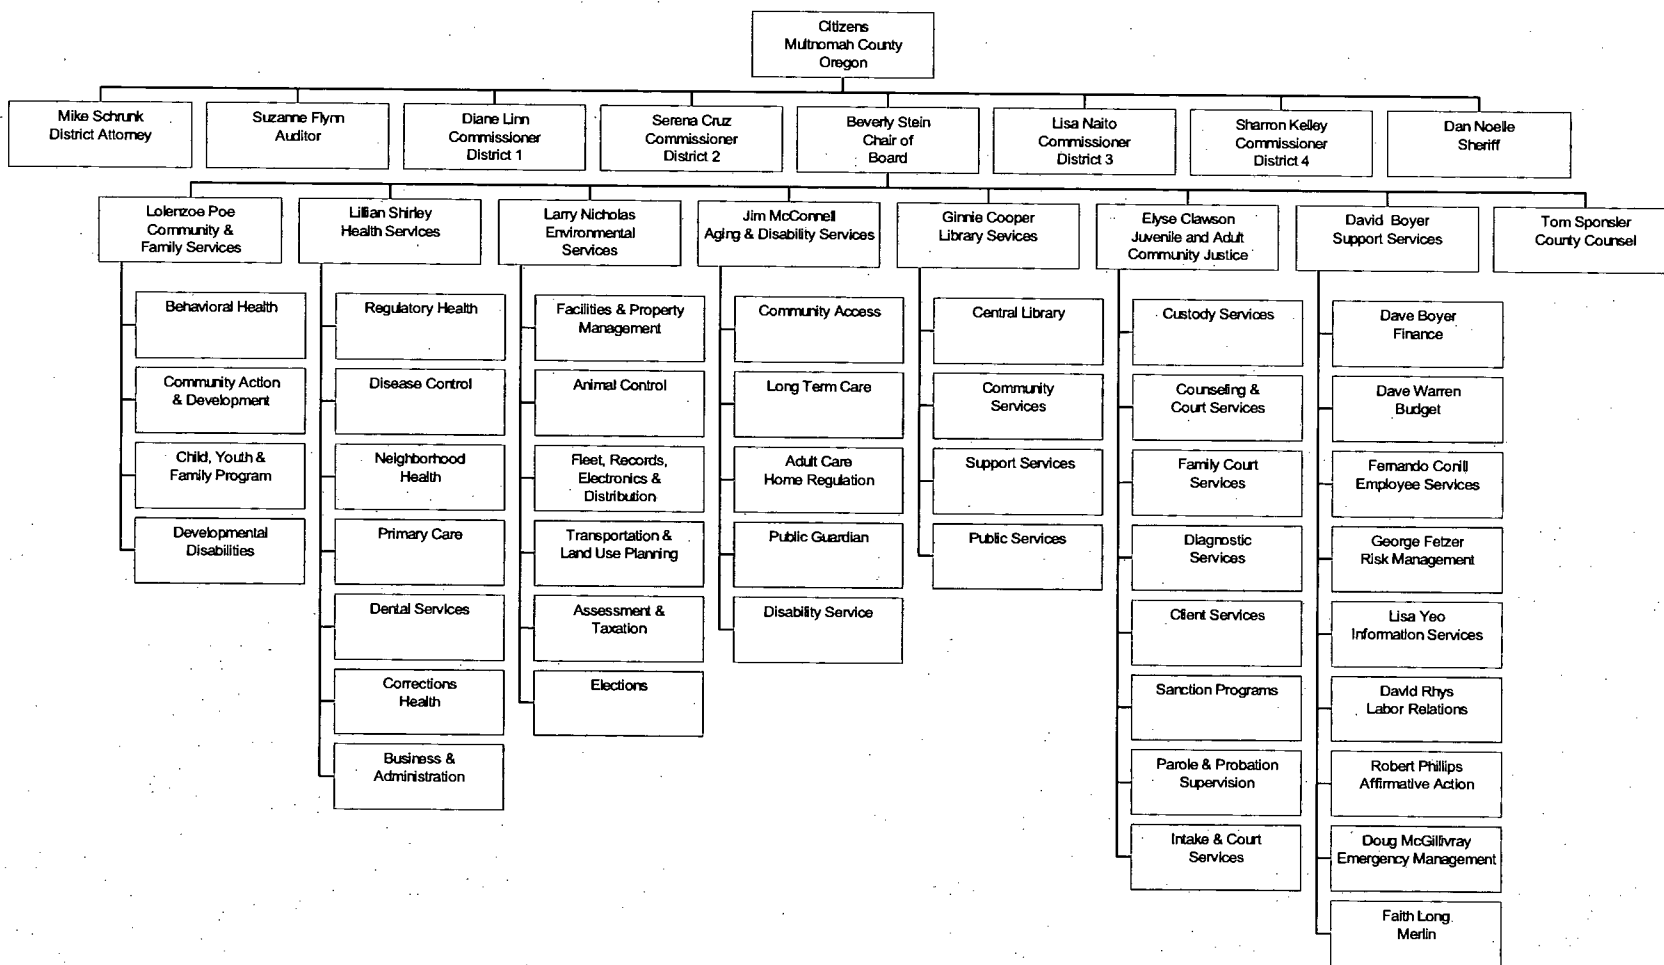 Citizens
Multnomah County
Oregon
Mike Schrunk
District Attorney
Suzanne Flynn
Auditor
Diane Linn
Commissioner
District 1
Serena Cruz
Commissioner
District 2
Beverly Stein
Chair of
Board
Lisa Naito
Commissioner
District 3
Sharron Kelley
Commissioner
District 4
Dan Noelle
Sheriff
Lolenzoe Poe
Community &
Family Services
Lillian Shirley
Health Services
Larry Nicholas
Environmental
Services
Jim McConnell
Aging & Disability Services
Ginnie Cooper
Library Sevices
Elyse Clawson
Juvenile and Adult
Community Justice
David Boyer
Support Services
Tom Sponsler
County Counsel
Behavioral Health
Community Action
& Development
Child, Youth &
Family Program
Developmental
Disabilities
Regulatory Health
Disease Control
Neighborhood
Health
Primary Care
Dental Services
Corrections
Health
Business &
Administration
Facilities & Property
Management
Animal Control
Fleet, Records,
Electronics &
Distribution
Transportation &
Land Use Planning
Assessment &
Taxation
Elections
Community Access
Long Term Care
Adult Care
Home Regulation
Public Guardian
Disability Service
Central Library
Community
Services
Support Services
Public Services
Custody Services
Counseling &
Court Services
Family Court
Services
Diagnostic
Services
Client Services
Sanction Programs
Parole & Probation
Supervision
Intake & Court
Services
Dave Boyer
Finance
Dave Warren
Budget
Fernando Conill
Employee Services
George Fetzer
Risk Management
Lisa Yeo
Information Services
David Rhys
Labor Relations
Robert Phillips
Affirmative Action
Doug McGillivray
Emergency Management
Faith Long
Merlin